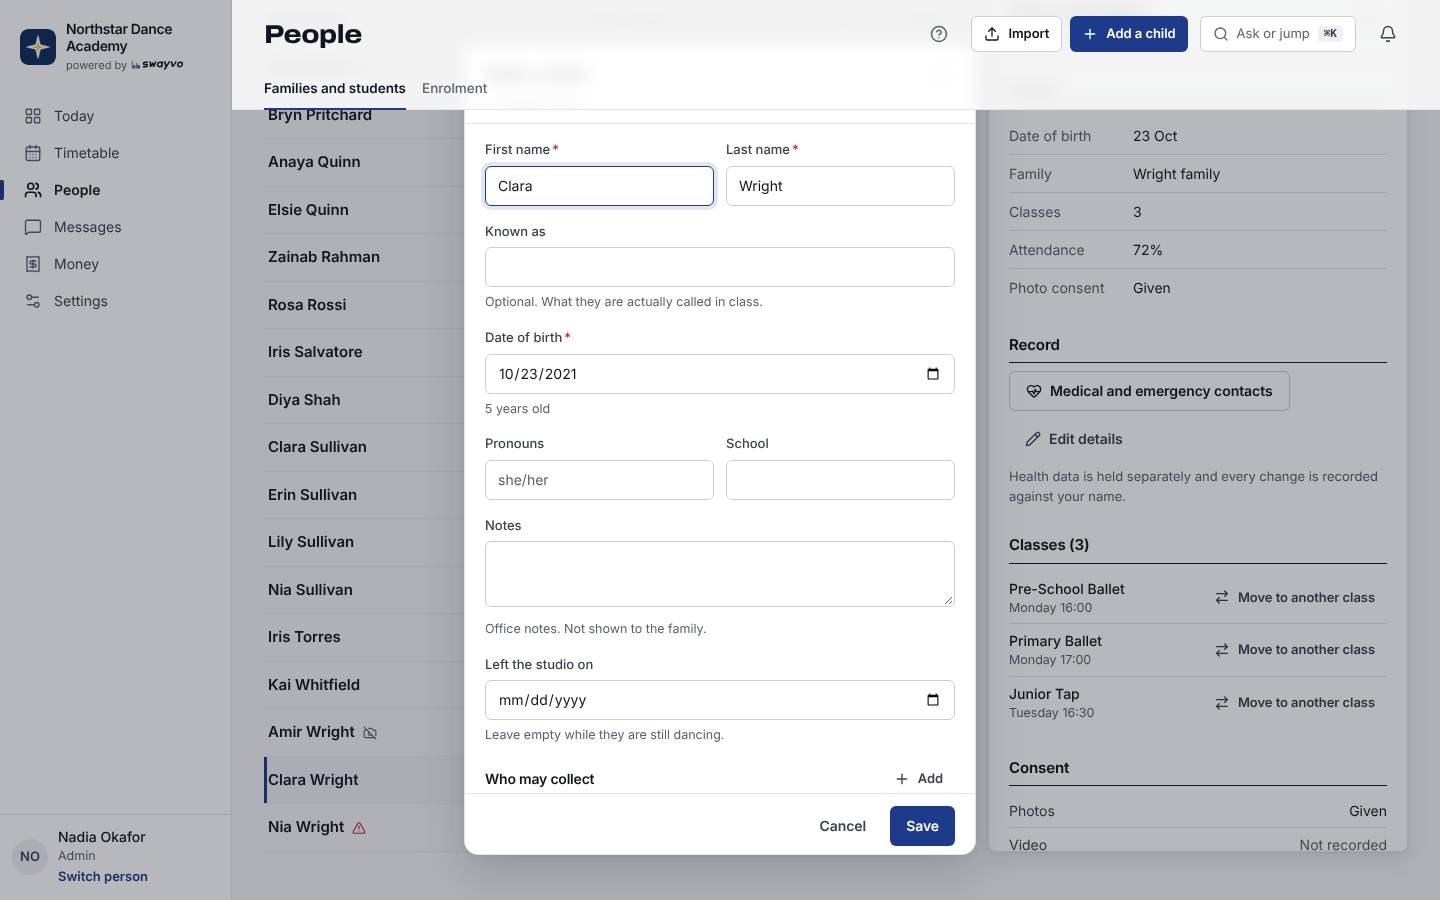 Northstar Dance
Academy
powered by swayvo
Today
Timetable
People
Messages
Money
Settings
Nadia Okafor
NO
Admin
Switch person
People
Import
Add a child
Ask or jump
⌘K
Families and students
Enrolment
Bryn Pritchard
Anaya Quinn
Elsie Quinn
Zainab Rahman
Rosa Rossi
Iris Salvatore
Diya Shah
Clara Sullivan
Erin Sullivan
Lily Sullivan
Nia Sullivan
Iris Torres
Kai Whitfield
Amir Wright
Clara Wright
Nia Wright
First name*
Last name*
Clara
Wright
Known as
Optional. What they are actually called in class.
Date of birth*
10/23/2021
5 years old
Pronouns
School
she/her
Notes
Office notes. Not shown to the family.
Left the studio on
mm/dd/yyyy
Leave empty while they are still dancing.
Who may collect
Add
Cancel
Save
Date of birth 23 Oct
Family Wright family
Classes 3
Attendance 72%
Photo consent Given
Record
Medical and emergency contacts
Edit details
Health data is held separately and every change is recorded
against your name.
Classes (3)
Pre-School Ballet
Monday 16:00
Move to another class
Primary Ballet
Monday 17:00
Move to another class
Junior Tap
Tuesday 16:30
Move to another class
Consent
Photos Given
Video Not recorded